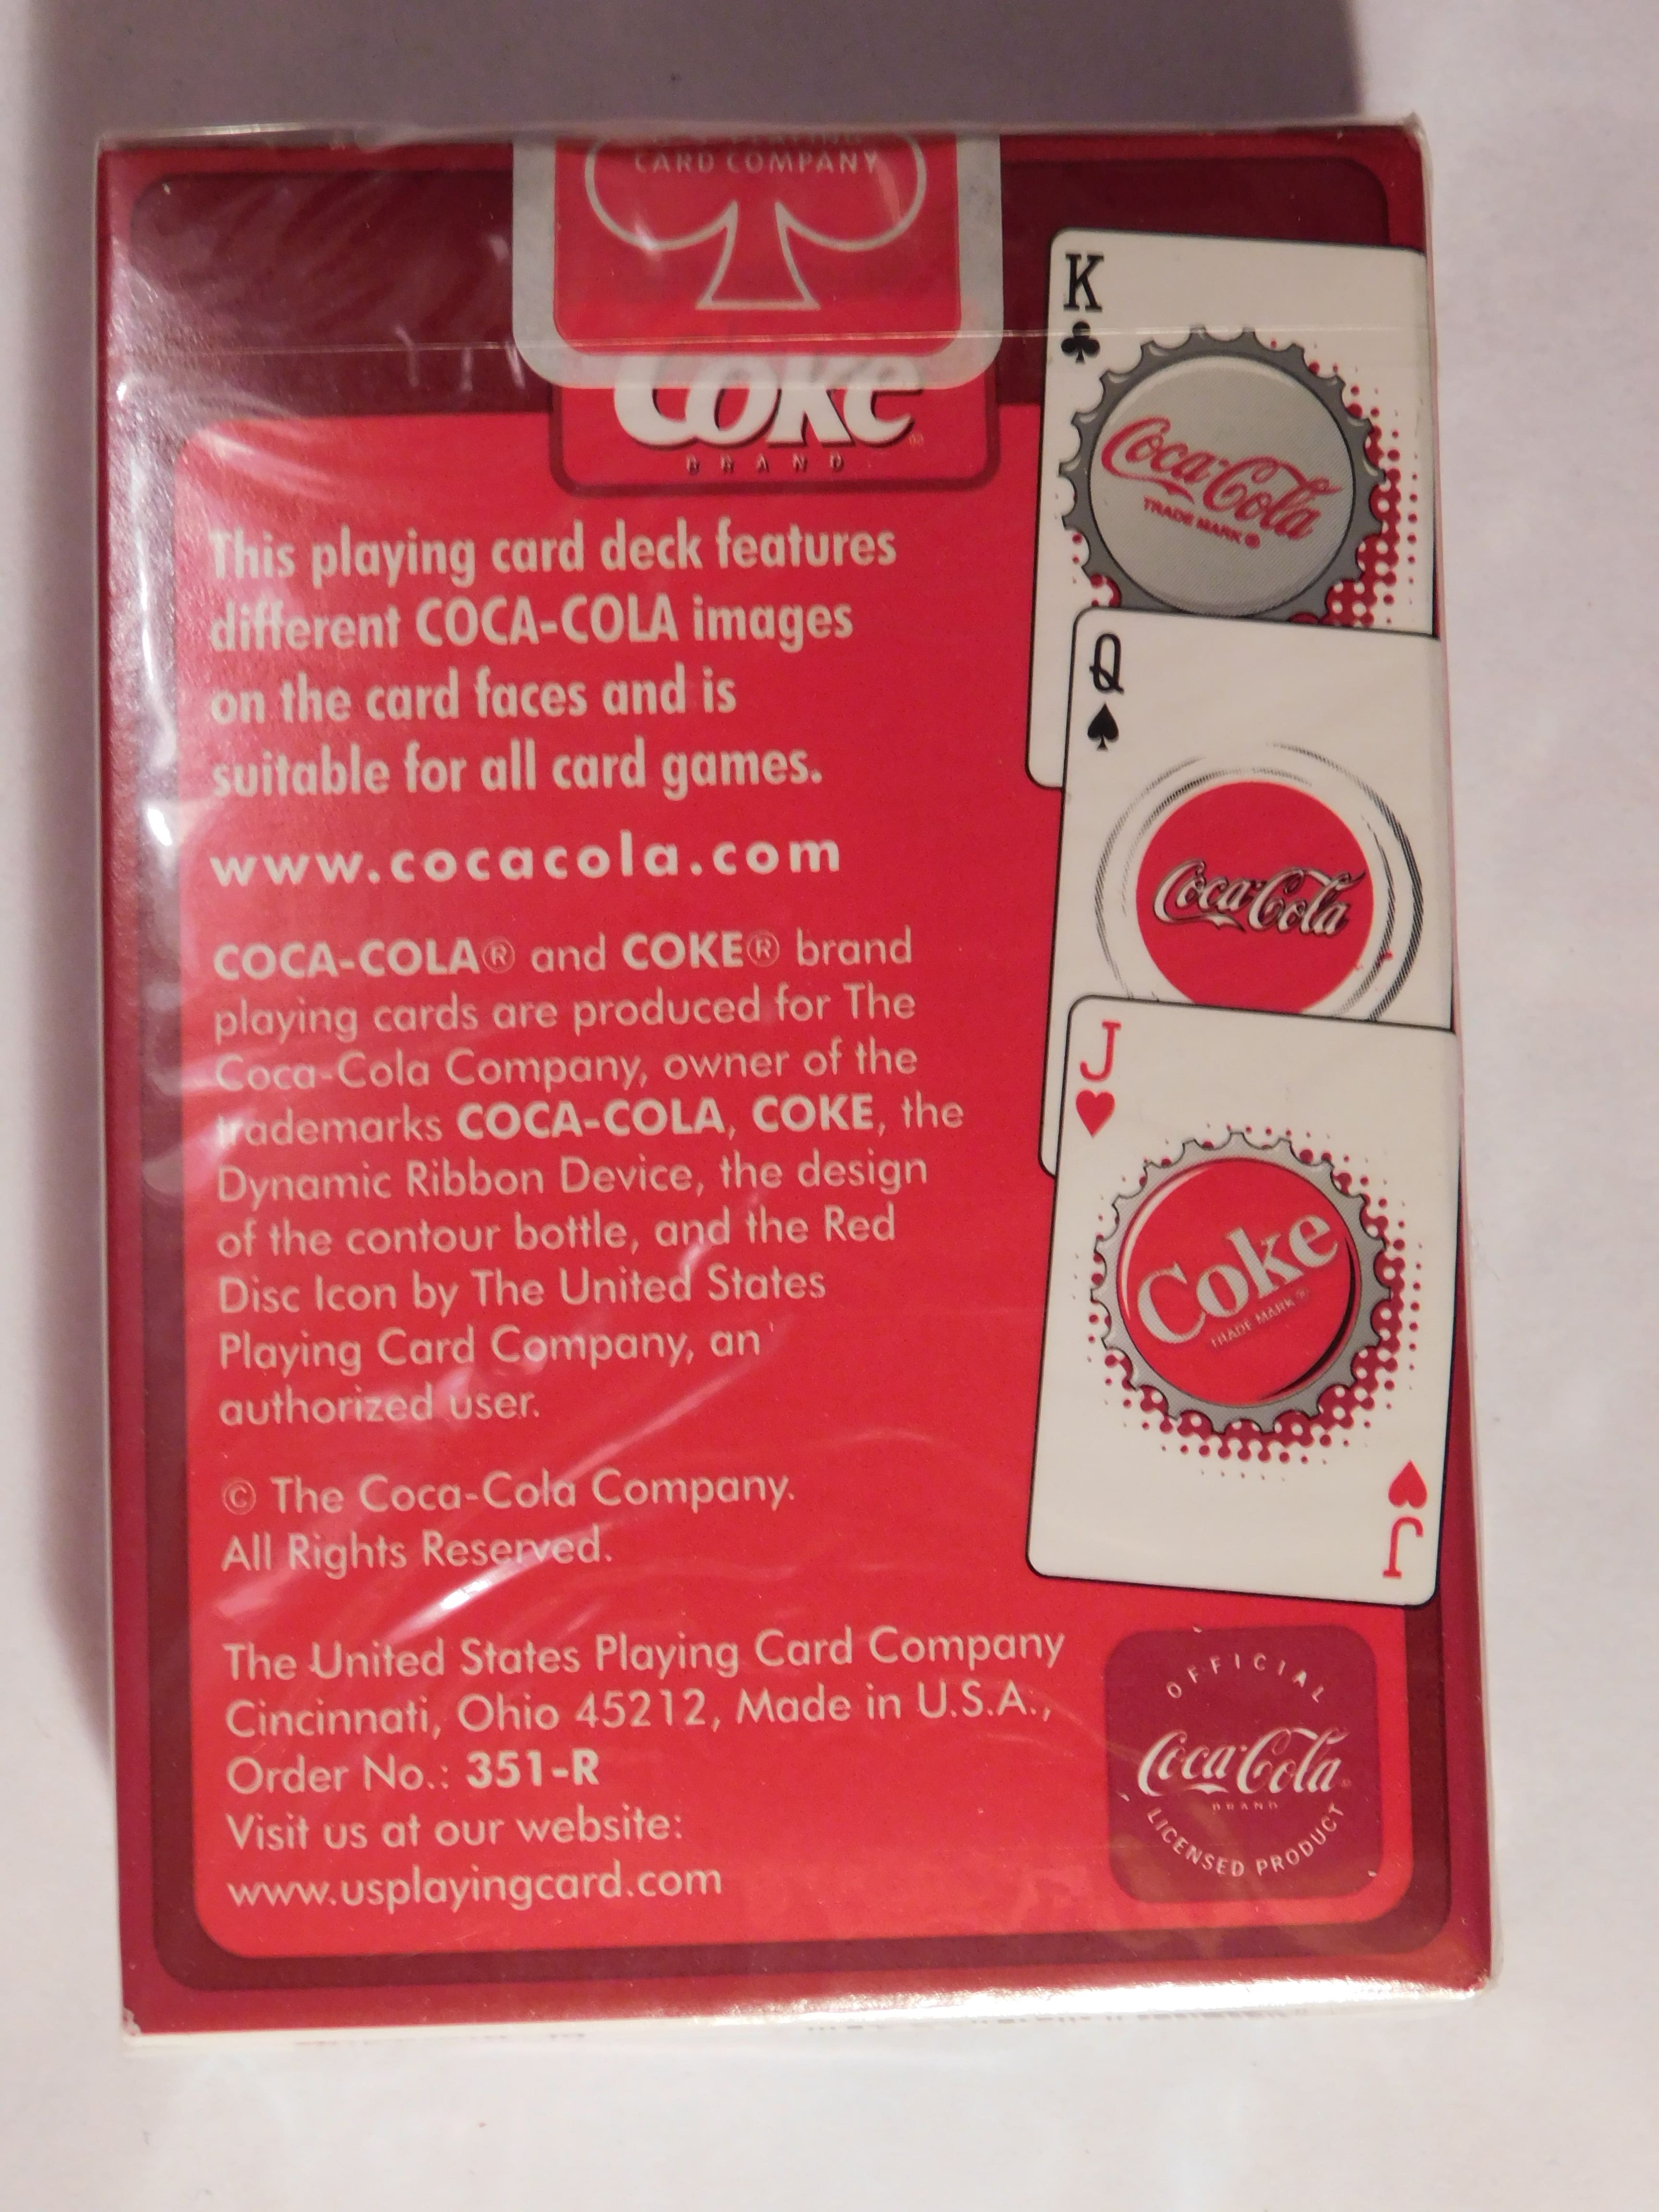 CARD COMPANY
Coke
BRAND
This playing card deck features
different COCA-COLA images
on the card faces and is
suitable for all card games.
www.cocacola.com
COCA-COLA® and COKE® brand
playing cards are produced for The
Coca-Cola Company, owner of the
trademarks COCA-COLA, COKE, the
Dynamic Ribbon Device, the design
of the contour bottle, and the Red
Disc Icon by The United States
Playing Card Company, an
authorized user.
© The Coca-Cola Company.
All Rights Reserved.
The United States Playing Card Company
Cincinnati, Ohio 45212, Made in U.S.A.,
Order No.: 351-R
Visit us at our website:
www.usplayingcard.com
K
Coca-Cola
TRADE MARK ®
Q
Coca-Cola
J
Coke
TRADE MARK ®
J
OFFICIAL
Coca-Cola
BRAND
LICENSED PRODUCT